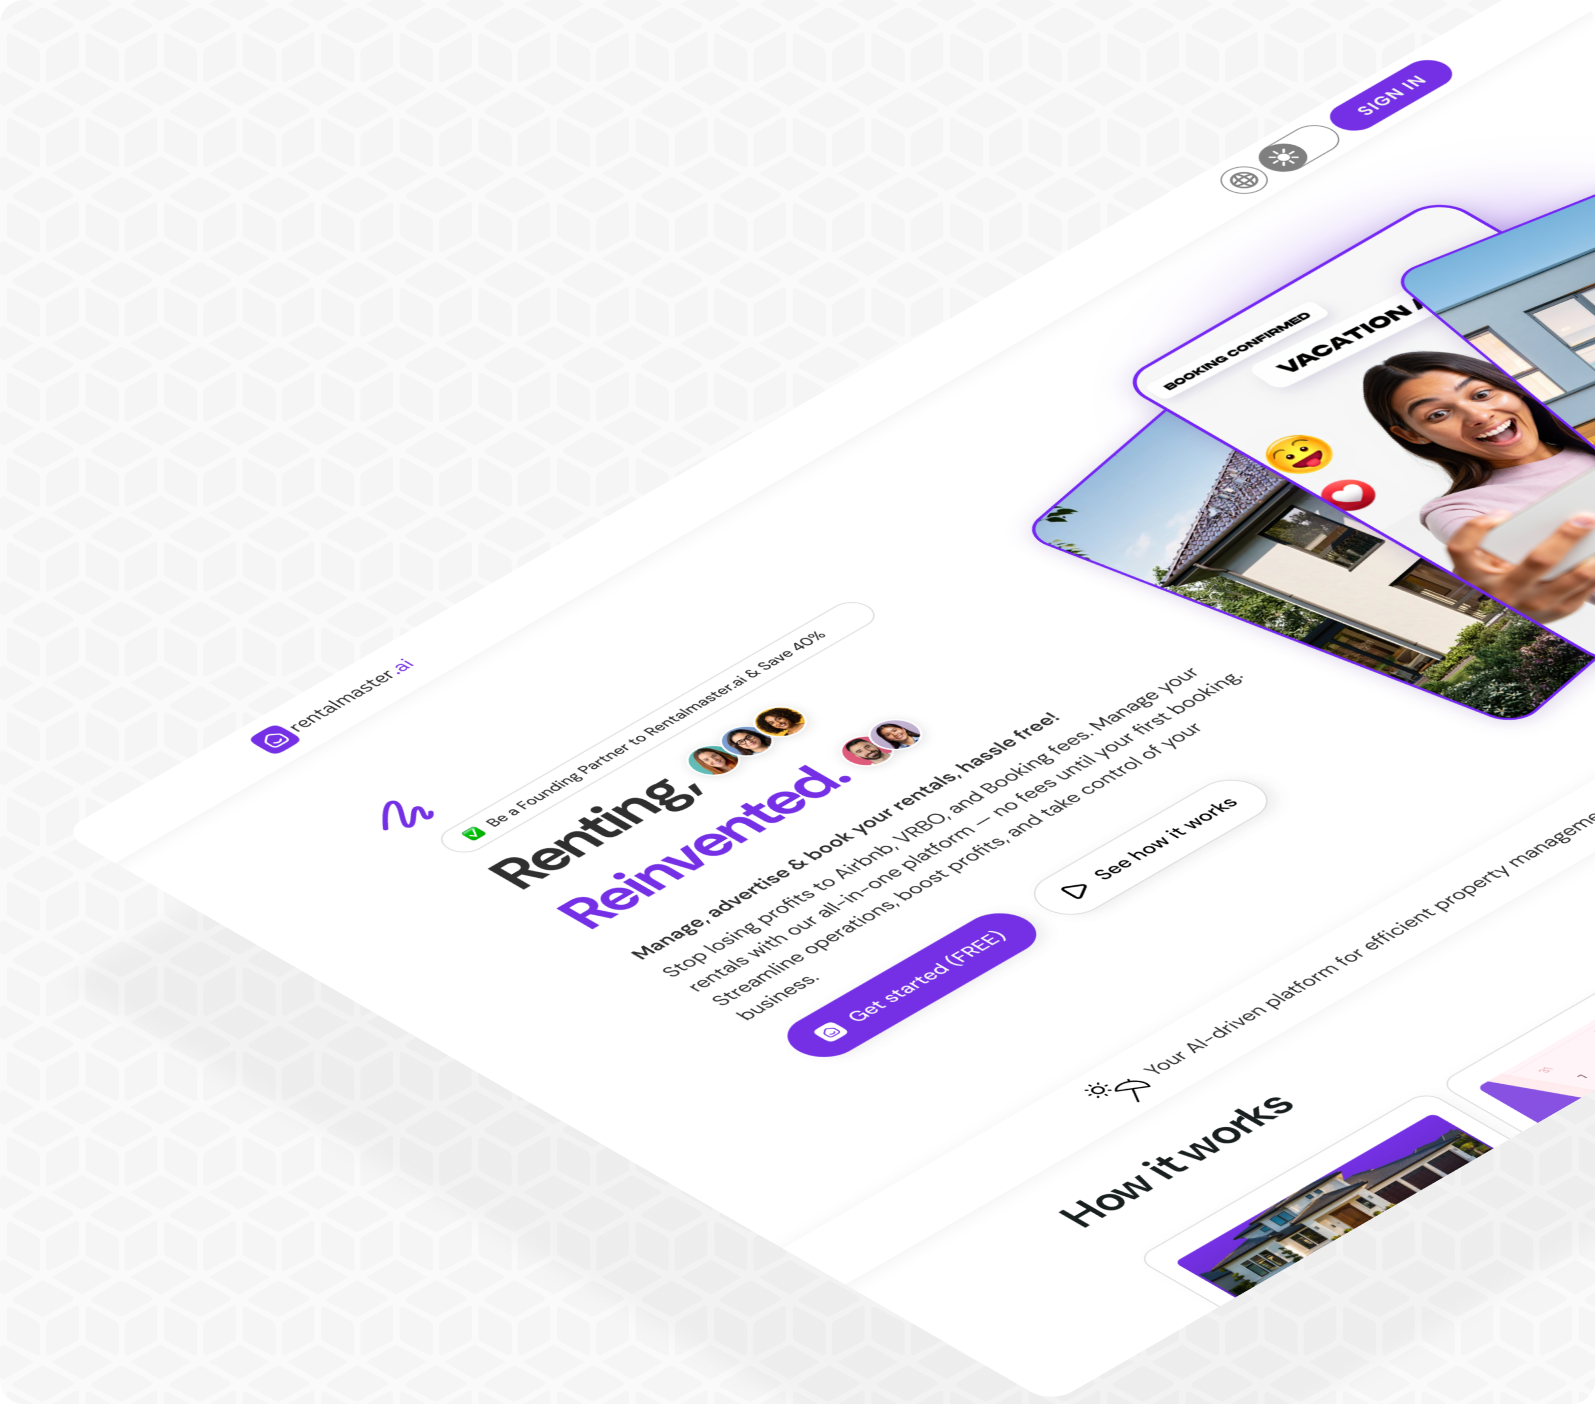 SIGN IN
rentalmaster.ai
BOOKING CONFIRMED
VACATION
✅ Be a Founding Partner to Rentalmaster.ai & Save 40%
Renting,
Reinvented.
Manage, advertise & book your rentals, hassle free!
Stop losing profits to Airbnb, VRBO, and Booking fees. Manage your
rentals with our all-in-one platform – no fees until your first booking.
Streamline operations, boost profits, and take control of your
business.
Get started (FREE)
See how it works
Your AI-driven platform for efficient property manageme
How it works